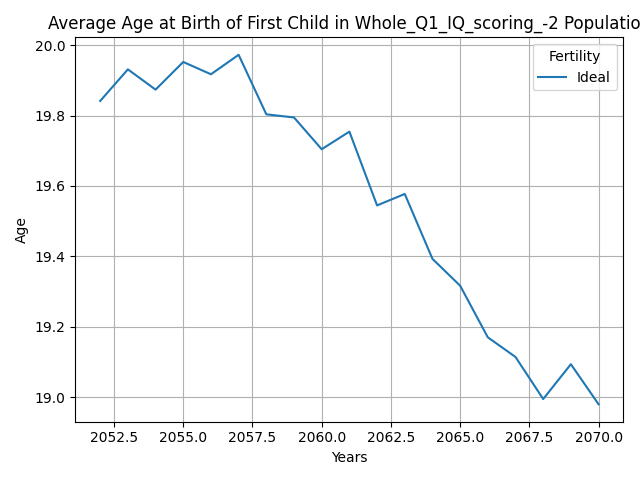 Average Age at Birth of First Child in Whole_Q1_IQ_scoring_-2 Populatio
Fertility
Ideal
20.0
19.8
19.6
19.4
19.2
19.0
Age
2052.5 2055.0 2057.5 2060.0 2062.5 2065.0 2067.5 2070.0
Years